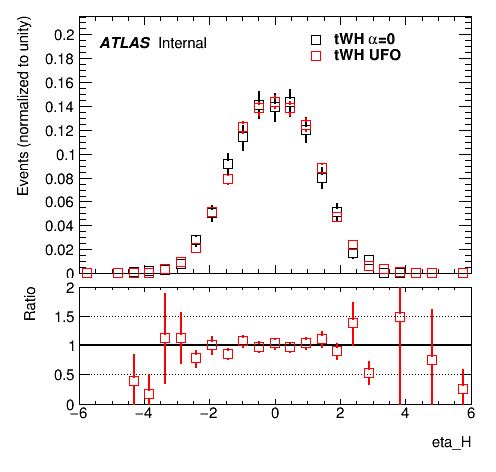 ATLAS Internal
tWH α=0
tWH UFO
Events (normalized to unity)
0.2
0.18
0.16
0.14
0.12
0.1
0.08
0.06
0.04
0.02
0
Ratio
2
1.5
1
0.5
0
−6 −4 −2 0 2 4 6
eta_H